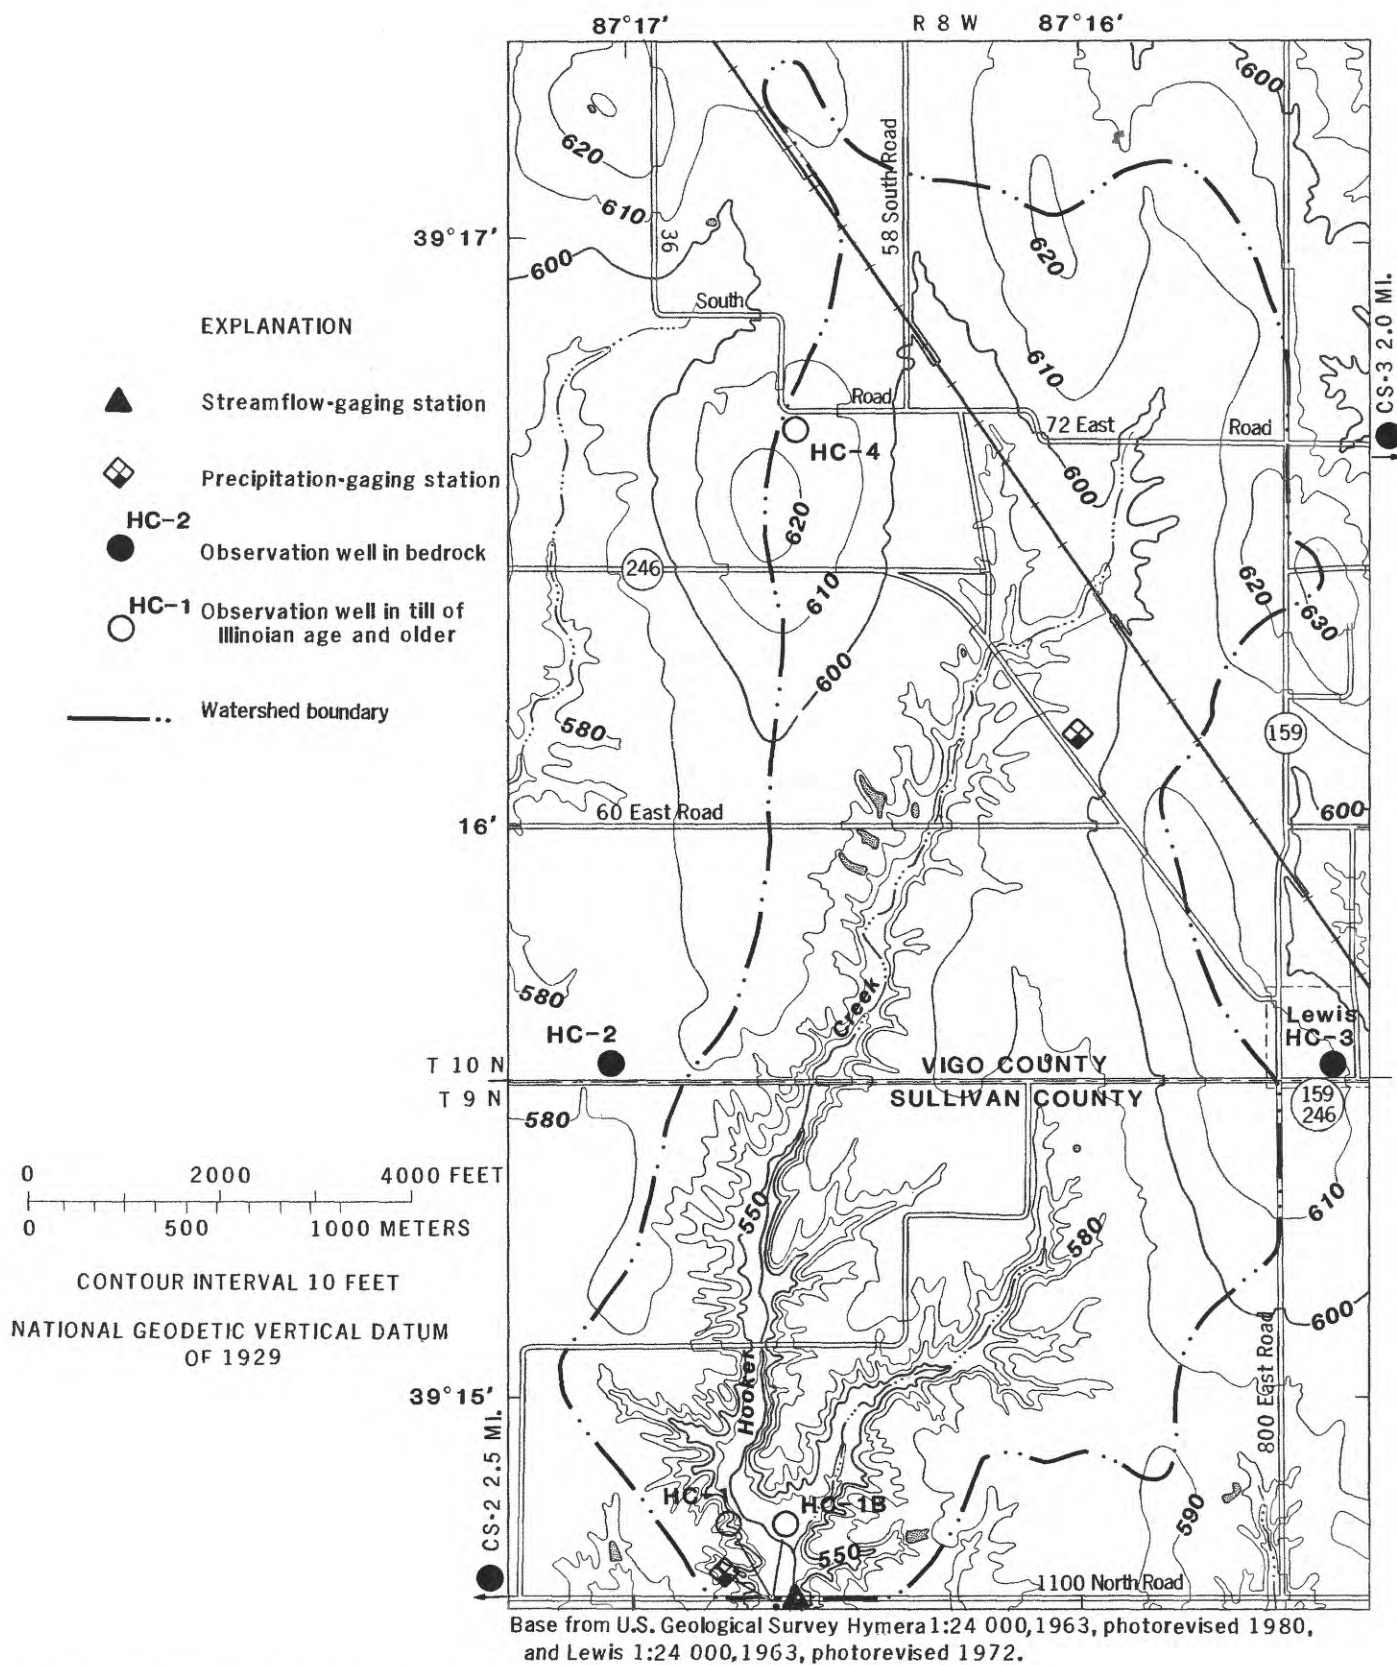 87°17'
R 8 W
87°16'
600
620
610
58 South Road
39°17'
36
600
620
South
CS-3 2.0 MI.
EXPLANATION
610
Streamflow-gaging station
Road
72 East
Road
HC-4
600
Precipitation-gaging station
HC-2
620
Observation well in bedrock
246
HC-1
Observation well in till of
Illinoian age and older
610
620
630
600
Watershed boundary
580
159
60 East Road
600
16'
580
Creek
HC-2
Lewis
HC-3
T 10 N
VIGO COUNTY
T 9 N
SULLIVAN COUNTY
159
246
580
0 2000 4000 FEET
0 500 1000 METERS
550
580
610
CONTOUR INTERVAL 10 FEET
600
NATIONAL GEODETIC VERTICAL DATUM
OF 1929
800 East Road
Hooker
39°15'
CS-2 2.5 MI.
HC-1
HC-1B
590
550
1100 North Road
Base from U.S. Geological Survey Hymera 1:24 000,1963, photorevised 1980,
and Lewis 1:24 000,1963, photorevised 1972.